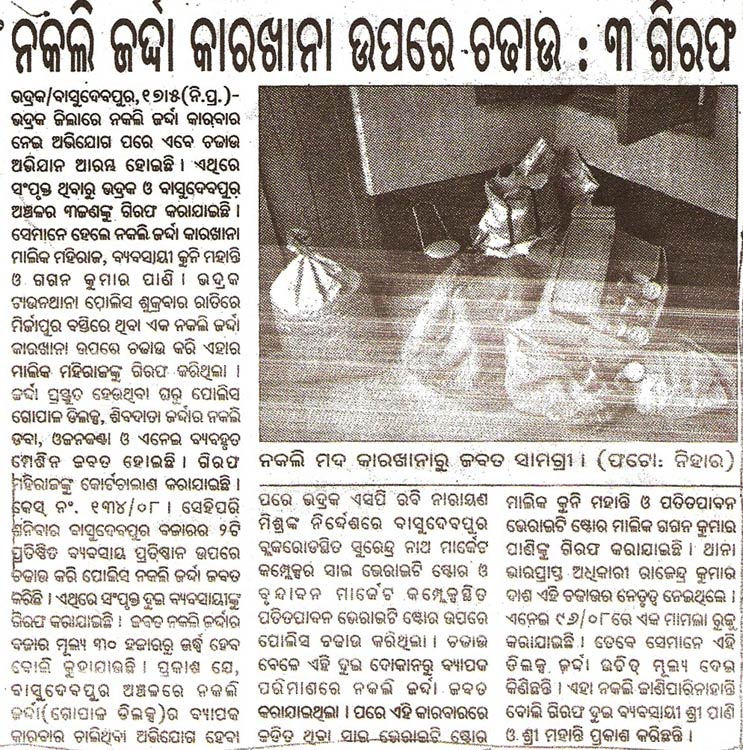 ନକଲି ଜର୍ଦ୍ଦା କାରଖାନା ଉପରେ ଚଢାଉ : ୩ ଗିରଫ
ଭଦ୍ରକ/ବାସୁଦେବପୁର,୧୭ା୫(ନି.ପ୍ର.)-
ଭଦ୍ରକ ଜିଲାରେ ନକଲି ଜର୍ଦ୍ଦା କାରବାର
ନେଇ ଅଭିଯୋଗ ପରେ ଏବେ ଚଢାଉ
ଅଭିଯାନ ଆରମ୍ଭ ହୋଇଛି । ଏଥିରେ
ସଂପୃକ୍ତ ଥିବାରୁ ଭଦ୍ରକ ଓ ବାସୁଦେବପୁର
ଅଞ୍ଚଳର ୩ଜଣଙ୍କୁ ଗିରଫ କରାଯାଇଛି ।
ସେମାନେ ହେଲେ ନକଲି ଜର୍ଦ୍ଦା କାରଖାନା
ମାଲିକ ମହିରାଜ, ବ୍ୟବସାୟୀ କୁନି ମହାନ୍ତି
ଓ ଗଗନ କୁମାର ପାଣି । ଭଦ୍ରକ
ଟାଉନଥାନା ପୋଲିସ ଶୁକ୍ରବାର ରାତିରେ
ମିର୍ଜାପୁର ବସ୍ତିରେ ଥିବା ଏକ ନକଲି ଜର୍ଦ୍ଦା
କାରଖାନା ଉପରେ ଚଢାଉ କରି ଏହାର
ମାଲିକ ମହିରାଜଙ୍କୁ ଗିରଫ କରିଥିଲା ।
ଜର୍ଦ୍ଦା ପ୍ରସ୍ତୁତ ହେଉଥିବା ଘରୁ ପୋଲିସ
ଗୋପାଳ ଡିଲକ୍ସ, ଶିବଦାତା ଜର୍ଦ୍ଦାର ନକଲି
ଡବା, ଓଜନକଣ୍ଟା ଓ ଏନେଇ ବ୍ୟବହୃତ
ମେଶିନ ଜବତ ହୋଇଛି । ଗିରଫ
ମହିରାଜଙ୍କୁ କୋର୍ଟଚାଲାଣ କରାଯାଇଛି ।
କେସ୍ ନଂ. ୧୩୪/୦୮ । ସେହିପରି
ଶନିବାର ବାସୁଦେବପୁର ବଜାରର ୨ଟି
ପ୍ରତିଷ୍ଠିତ ବ୍ୟବସାୟ ପ୍ରତିଷ୍ଠାନ ଉପରେ
ଚଢାଉ କରି ପୋଲିସ୍ ନକଲି ଜର୍ଦ୍ଦା ଜବତ
କରିଛି । ଏଥିରେ ସଂପୃକ୍ତ ଦୁଇ ବ୍ୟବସାୟୀଙ୍କୁ
ଗିରଫ କରାଯାଇଛି । ଜବତ ନକଲି ଜର୍ଦ୍ଦାର
ବଜାର ମୂଲ୍ୟ ୩୦ ହଜାରରୁ ଊର୍ଦ୍ଧ୍ୱ ହେବ
ବୋଲି କୁହାଯାଉଛି । ପ୍ରକାଶ ଯେ,
ବାସୁଦେବପୁର ଅଞ୍ଚଳରେ ନକଲି
ଜର୍ଦ୍ଦା(ଗୋପାଳ ଡିଲକ୍ସ)ର ବ୍ୟାପକ
କାରବାର ଚାଲିଥିବା ଅଭିଯୋଗ ହେବା
ନକଲି ମଦ କାରଖାନାରୁ ଜବତ ସାମଗ୍ରୀ । (ଫଟୋ: ନିହାର)
ପରେ ଭଦ୍ରକ ଏସପି ରବି ନାରାୟଣ
ମିଶ୍ରଙ୍କ ନିର୍ଦ୍ଦେଶରେ ବାସୁଦେବପୁର
ବ୍ଲକରୋଡସ୍ଥିତ ସୁରେନ୍ଦ୍ର ନାଥ ମାର୍କେଟ
କମ୍ପ୍ଲେକ୍ସର ସାଇ ଭେରାଇଟି ଷ୍ଟୋର ଓ
ବୃନ୍ଦାବନ ମାର୍କେଟ କମ୍ପ୍ଲେକ୍ସସ୍ଥିତ
ପତିତପାବନ ଭେରାଇଟି ଷ୍ଟୋର ଉପରେ
ପୋଲିସ ଚଢାଉ କରିଥିଲା । ଚଢାଉ
ବେଳେ ଏହି ଦୁଇ ଦୋକାନରୁ ବ୍ୟାପକ
ପରିମାଣରେ ନକଲି ଜର୍ଦ୍ଦା ଜବତ
କରାଯାଇଥିଲା । ପରେ ଏହି କାରବାରରେ
ଜଡିତ ଥିବା ସାଇ ଭେରାଇଟି ଷ୍ଟୋର
ମାଲିକ କୁନି ମହାନ୍ତି ଓ ପତିତପାବନ
ଭେରାଇଟି ଷ୍ଟୋର ମାଲିକ ଗଗନ କୁମାର
ପାଣିଙ୍କୁ ଗିରଫ କରାଯାଇଛି । ଥାନା
ଭାରପ୍ରାପ୍ତ ଅଧିକାରୀ ରାଜେନ୍ଦ୍ର କୁମାର
ଦାଶ ଏହି ଚଢାଉର ନେତୃତ୍ୱ ନେଇଥିଲେ ।
ଏନେଇ ୯୬/୦୮ରେ ଏକ ମାମଲା ରୁଜୁ
କରାଯାଇଛି । ତେବେ ସେମାନେ ଏହି
ଡିଲକ୍ସ ଜର୍ଦ୍ଦା ଉଚିତ୍ ମୂଲ୍ୟ ଦେଇ
କିଣିଛନ୍ତି । ଏହା ନକଲି ଜାଣିପାରିନାହାନ୍ତି
ବୋଲି ଗିରଫ ଦୁଇ ବ୍ୟବସାୟୀ ଶ୍ରୀ ପାଣି
ଓ ଶ୍ରୀ ମହାନ୍ତି ପ୍ରକାଶ କରିଛନ୍ତି ।